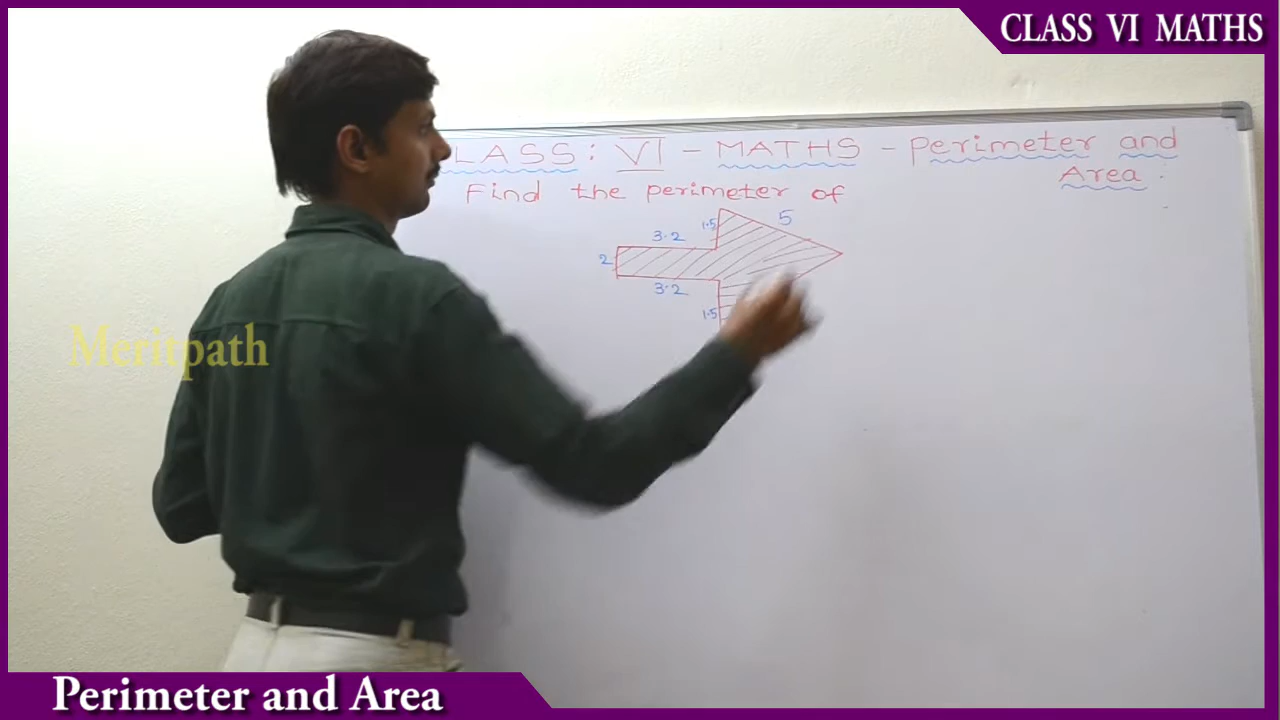 CLASS VI MATHS
LASS: VI - MATHS - Perimeter and
Area.
Find the perimeter of
1.5
5
3.2
2
3.2
1.5
Meritpath
Perimeter and Area